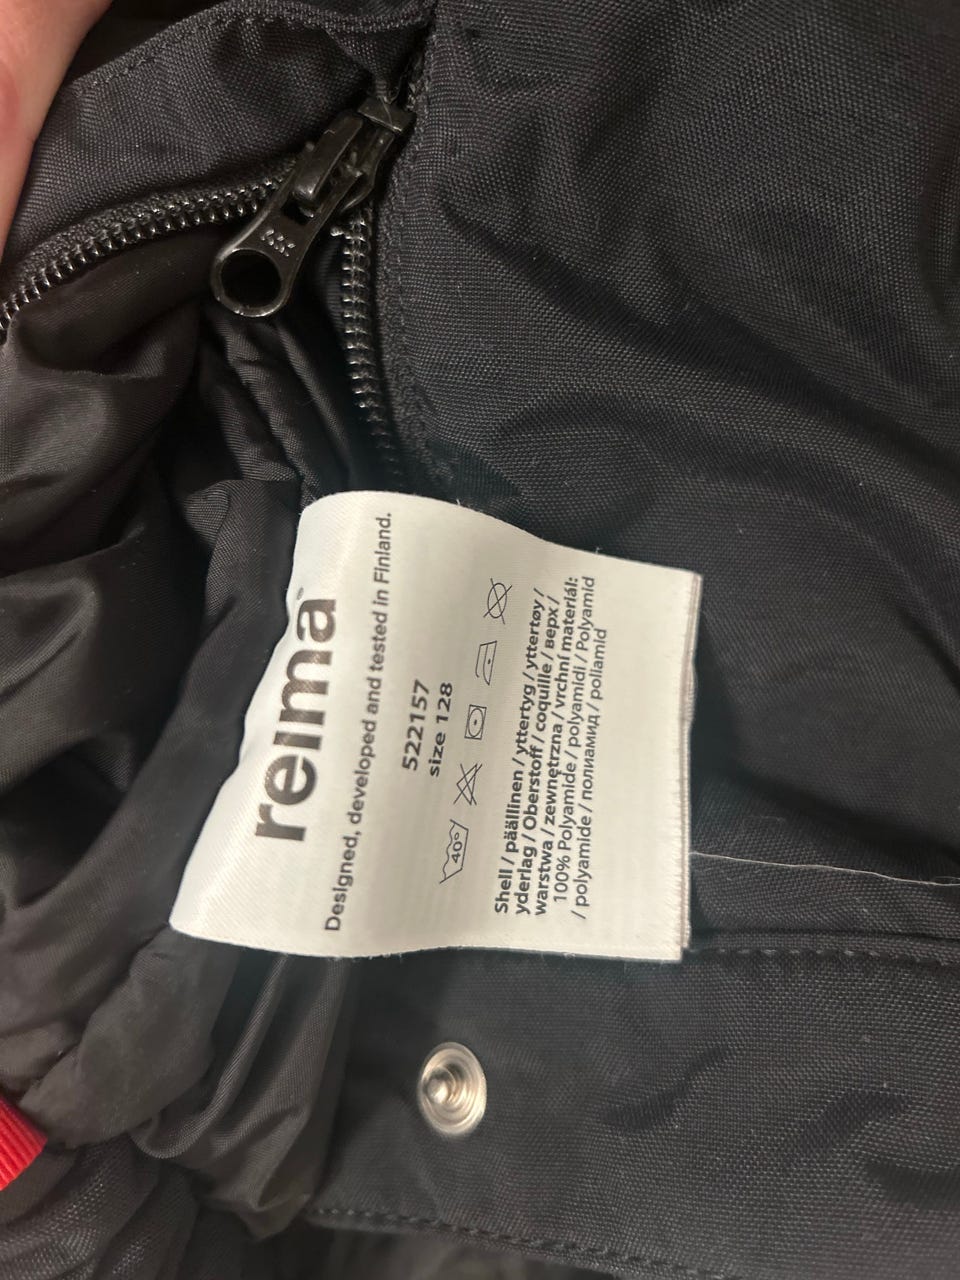 reima
Designed, developed and tested in Finland.
522157
size 128
40°
Shell / päällinen / yttertyg / yttertøy /
yderlag / Oberstoff / coquille / верх /
warstwa / zewnętrzna / vrchní materiál:
100% Polyamide / polyamidi / Polyamid
/ polyamide / полиамид / poliamid